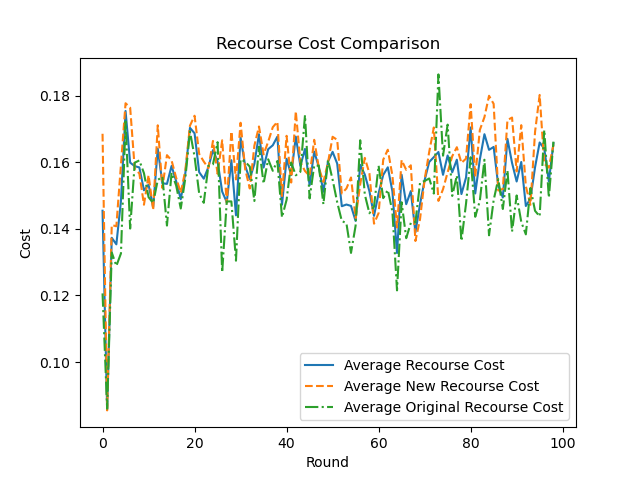 Recourse Cost Comparison
0.18
0.16
0.14
0.12
0.10
Cost
0
20
40
60
80
100
Round
Average Recourse Cost
Average New Recourse Cost
Average Original Recourse Cost